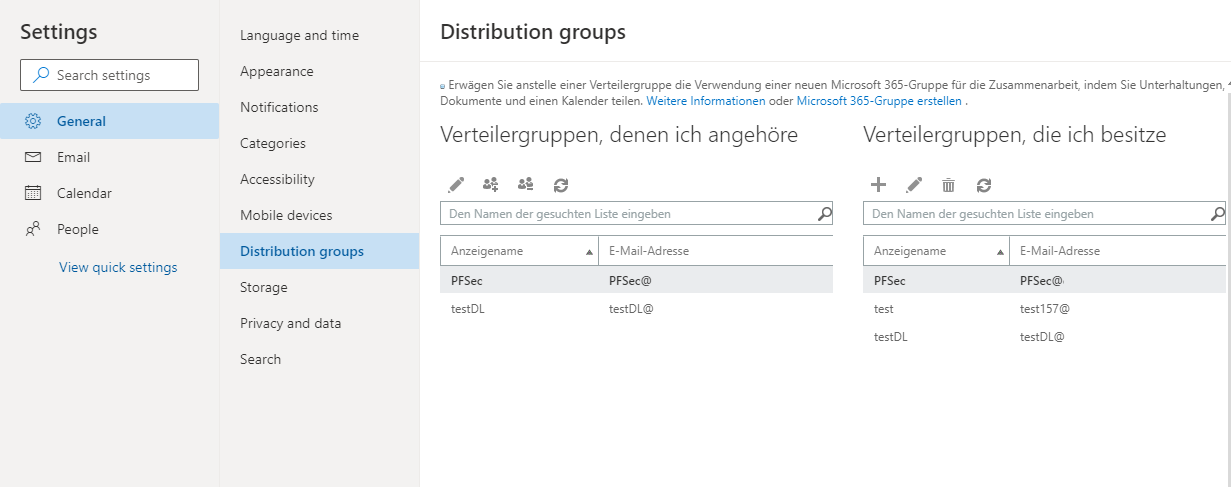 Settings
Search settings
General
Email
Calendar
People
View quick settings
Language and time
Appearance
Notifications
Categories
Accessibility
Mobile devices
Distribution groups
Storage
Privacy and data
Search
Distribution groups
Erwägen Sie anstelle einer Verteilergruppe die Verwendung einer neuen Microsoft 365-Gruppe für die Zusammenarbeit, indem Sie Unterhaltungen,
Dokumente und einen Kalender teilen. Weitere Informationen oder Microsoft 365-Gruppe erstellen .
Verteilergruppen, denen ich angehöre
Den Namen der gesuchten Liste eingeben
Anzeigename E-Mail-Adresse
PFSec PFSec@
testDL testDL@
Verteilergruppen, die ich besitze
Den Namen der gesuchten Liste eingeben
Anzeigename E-Mail-Adresse
PFSec PFSec@
test test157@
testDL testDL@